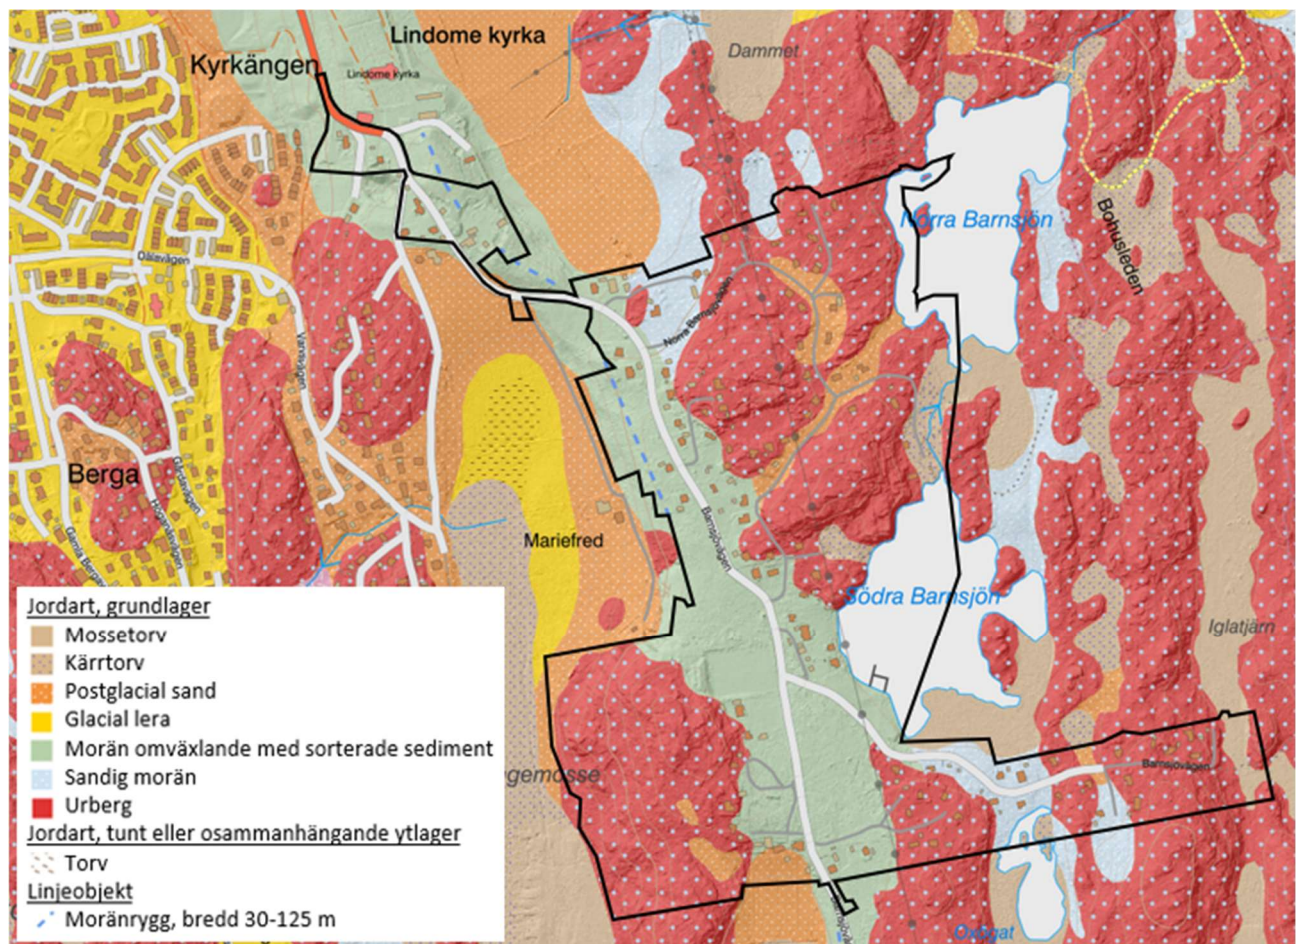 Lindome kyrka
Dammet
Kyrkängen
Lindome kyrka
Bohusleden
Norra Barnsjön
Dalavägen
Norra Barnsjövägen
Berga
Barnsjövägen
Mariefred
Södra Barnsjön
Iglatjärn
gemosse
Barnsjövägen
Oxögat
Jordart, grundlager
Mossetorv
Kärrtorv
Postglacial sand
Glacial lera
Morän omväxlande med sorterade sediment
Sandig morän
Urberg
Jordart, tunt eller osammanhängande ytlager
Torv
Linjeobjekt
Moränrygg, bredd 30-125 m